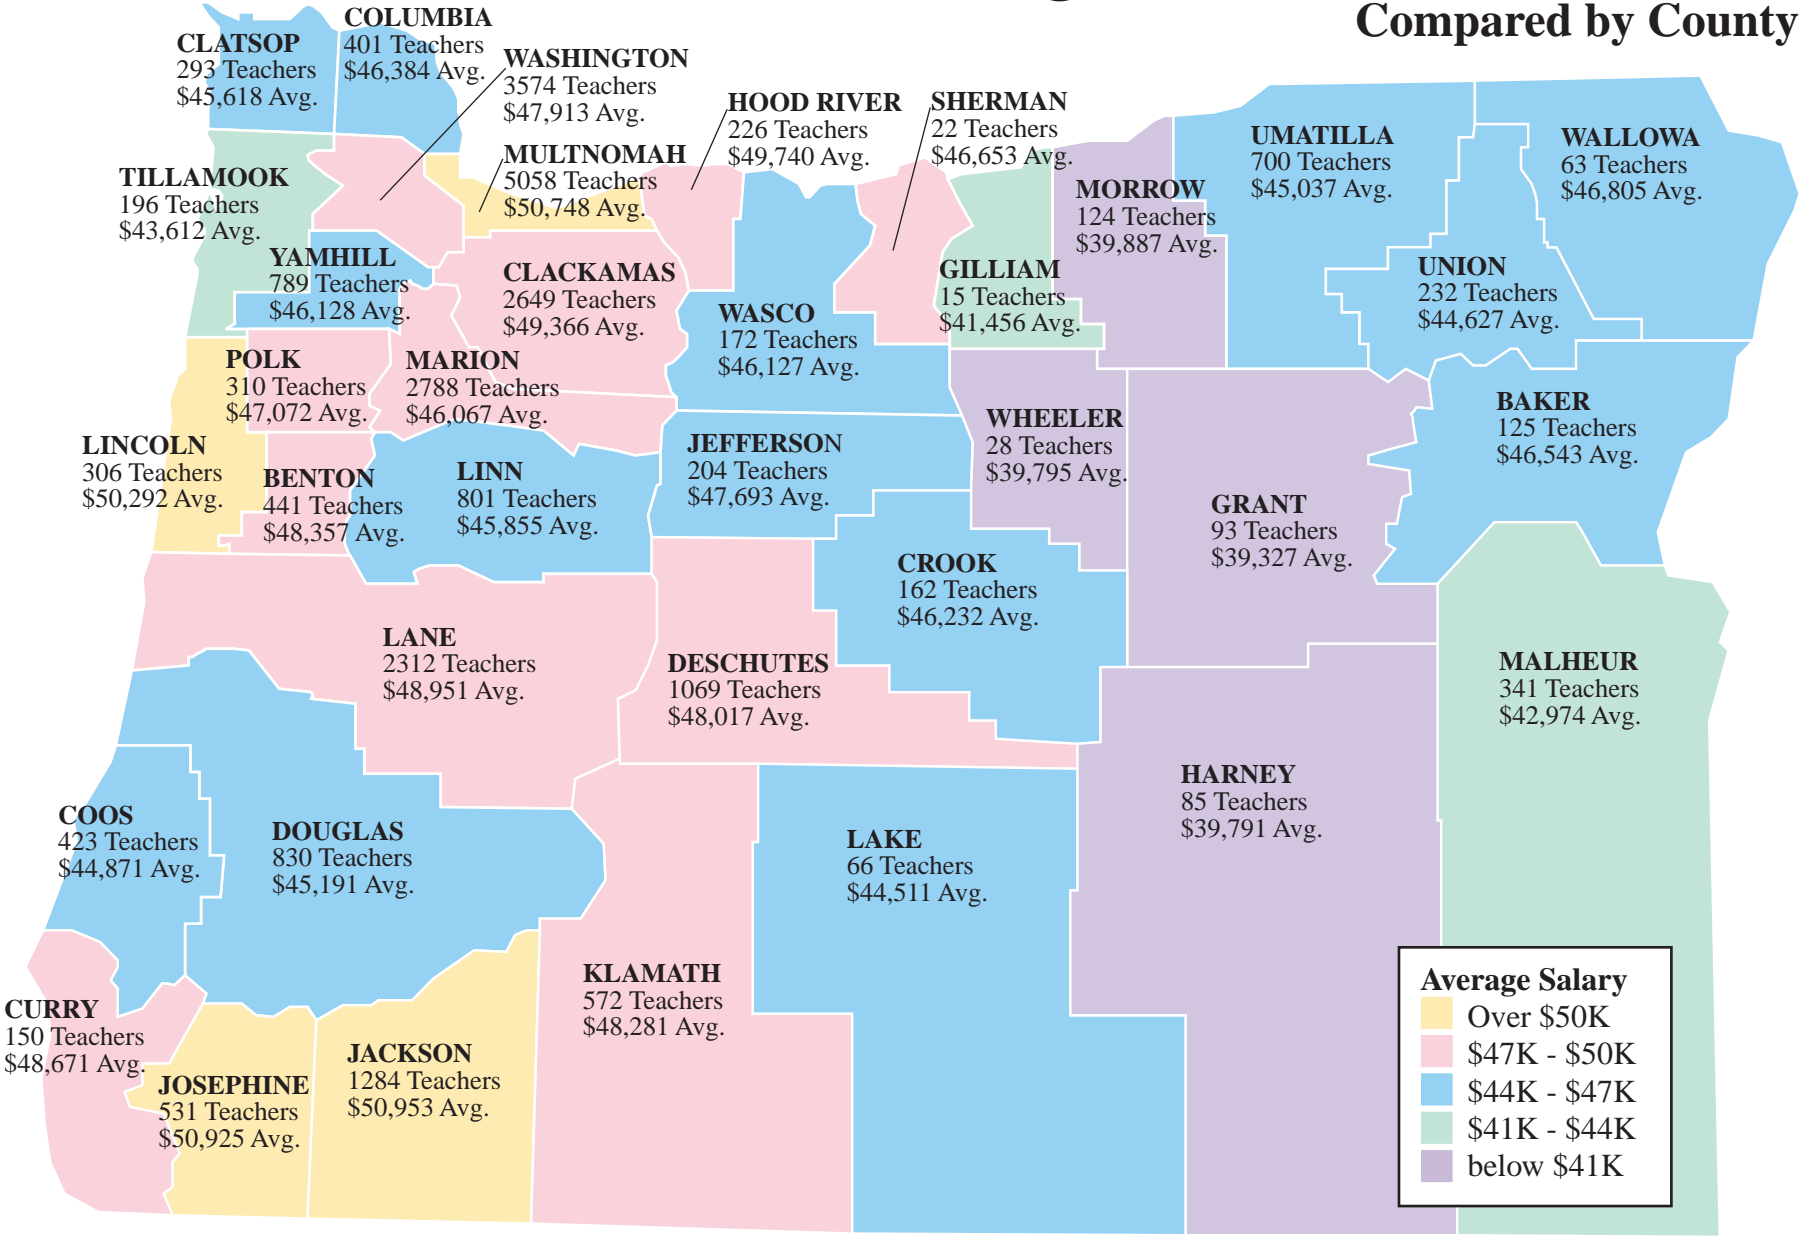 Compared by County
CLATSOP
293 Teachers
$45,618 Avg.
COLUMBIA
401 Teachers
$46,384 Avg.
WASHINGTON
3574 Teachers
$47,913 Avg.
HOOD RIVER
226 Teachers
$49,740 Avg.
SHERMAN
22 Teachers
$46,653 Avg.
MULTNOMAH
5058 Teachers
$50,748 Avg.
TILLAMOOK
196 Teachers
$43,612 Avg.
MORROW
124 Teachers
$39,887 Avg.
UMATILLA
700 Teachers
$45,037 Avg.
WALLOWA
63 Teachers
$46,805 Avg.
YAMHILL
789 Teachers
$46,128 Avg.
CLACKAMAS
2649 Teachers
$49,366 Avg.
WASCO
172 Teachers
$46,127 Avg.
GILLIAM
15 Teachers
$41,456 Avg.
UNION
232 Teachers
$44,627 Avg.
POLK
310 Teachers
$47,072 Avg.
MARION
2788 Teachers
$46,067 Avg.
LINCOLN
306 Teachers
$50,292 Avg.
BENTON
441 Teachers
$48,357 Avg.
LINN
801 Teachers
$45,855 Avg.
JEFFERSON
204 Teachers
$47,693 Avg.
WHEELER
28 Teachers
$39,795 Avg.
BAKER
125 Teachers
$46,543 Avg.
GRANT
93 Teachers
$39,327 Avg.
CROOK
162 Teachers
$46,232 Avg.
LANE
2312 Teachers
$48,951 Avg.
DESCHUTES
1069 Teachers
$48,017 Avg.
MALHEUR
341 Teachers
$42,974 Avg.
HARNEY
85 Teachers
$39,791 Avg.
COOS
423 Teachers
$44,871 Avg.
DOUGLAS
830 Teachers
$45,191 Avg.
LAKE
66 Teachers
$44,511 Avg.
KLAMATH
572 Teachers
$48,281 Avg.
CURRY
150 Teachers
$48,671 Avg.
JOSEPHINE
531 Teachers
$50,925 Avg.
JACKSON
1284 Teachers
$50,953 Avg.
Average Salary
Over $50K
$47K - $50K
$44K - $47K
$41K - $44K
below $41K